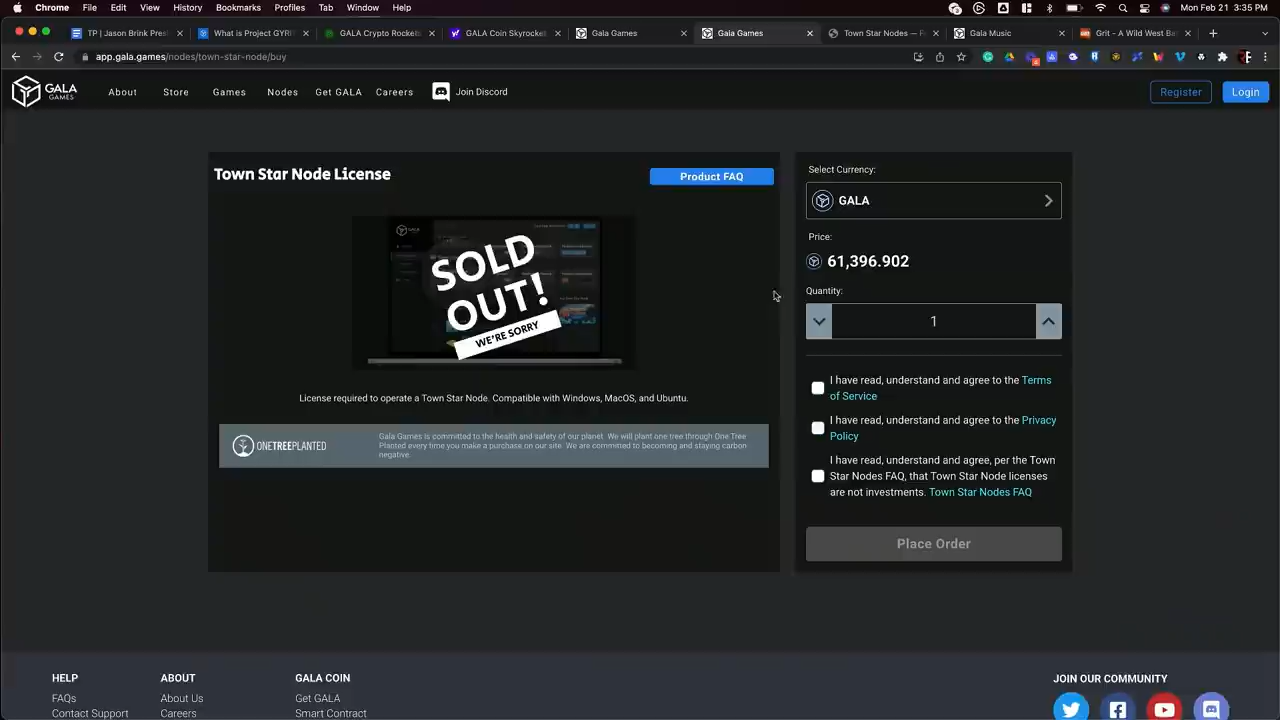 Chrome File Edit View History Bookmarks Profiles Tab Window Help
Mon Feb 21 3:35 PM
TP | Jason Brink Pres
What is Project GYRI
GALA Crypto Rockets
GALA Coin Skyrocke
Gala Games
Gala Games
Town Star Nodes —
Gala Music
Grit - A Wild West Ba
app.gala.games/nodes/town-star-node/buy
GALA
GAMES
About Store Games Nodes Get GALA Careers Join Discord
Register Login
Town Star Node License
Product FAQ
SOLD
OUT!
WE'RE SORRY
License required to operate a Town Star Node. Compatible with Windows, MacOS, and Ubuntu.
ONETREEPLANTED
Gala Games is committed to the health and safety of our planet. We will plant one tree through One Tree
Planted every time you make a purchase on our site. We are committed to becoming and staying carbon
negative.
Select Currency:
GALA
Price:
61,396.902
Quantity:
1
I have read, understand and agree to the Terms
of Service
I have read, understand and agree to the Privacy
Policy
I have read, understand and agree, per the Town
Star Nodes FAQ, that Town Star Node licenses
are not investments. Town Star Nodes FAQ
Place Order
HELP
FAQs
Contact Support
ABOUT
About Us
Careers
GALA COIN
Get GALA
Smart Contract
JOIN OUR COMMUNITY